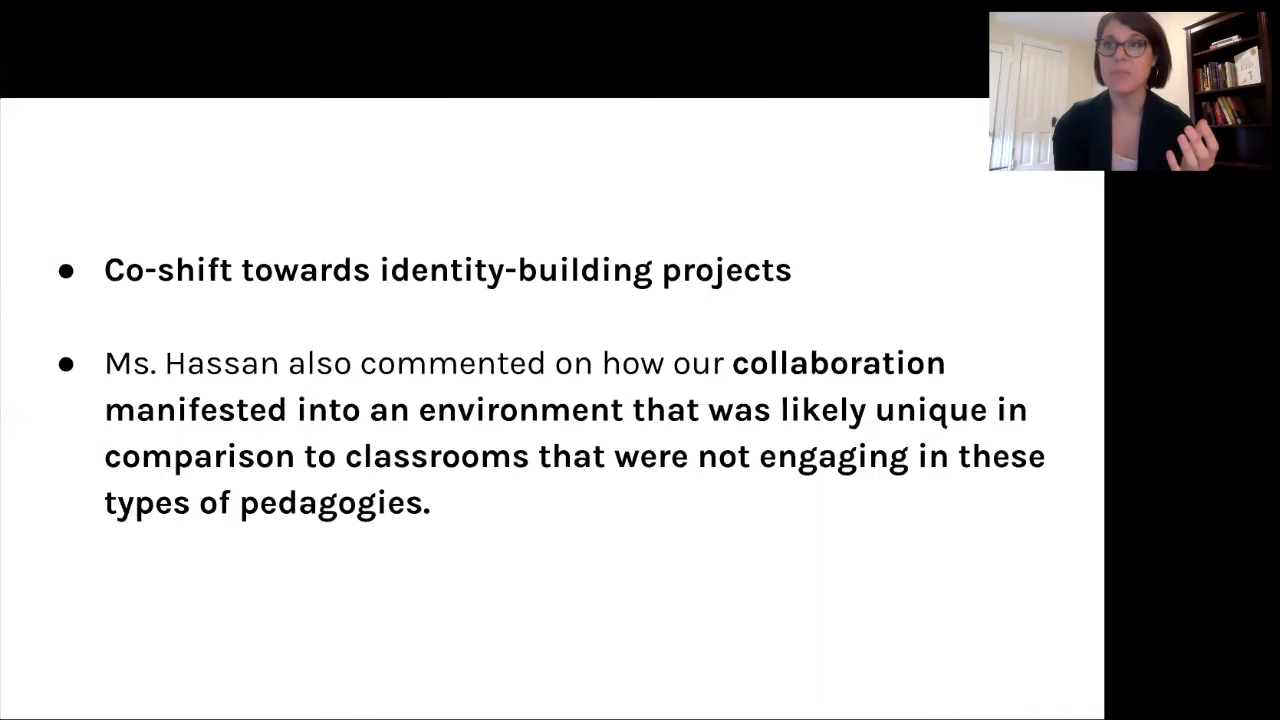 ● Co-shift towards identity-building projects
● Ms. Hassan also commented on how our collaboration
manifested into an environment that was likely unique in
comparison to classrooms that were not engaging in these
types of pedagogies.